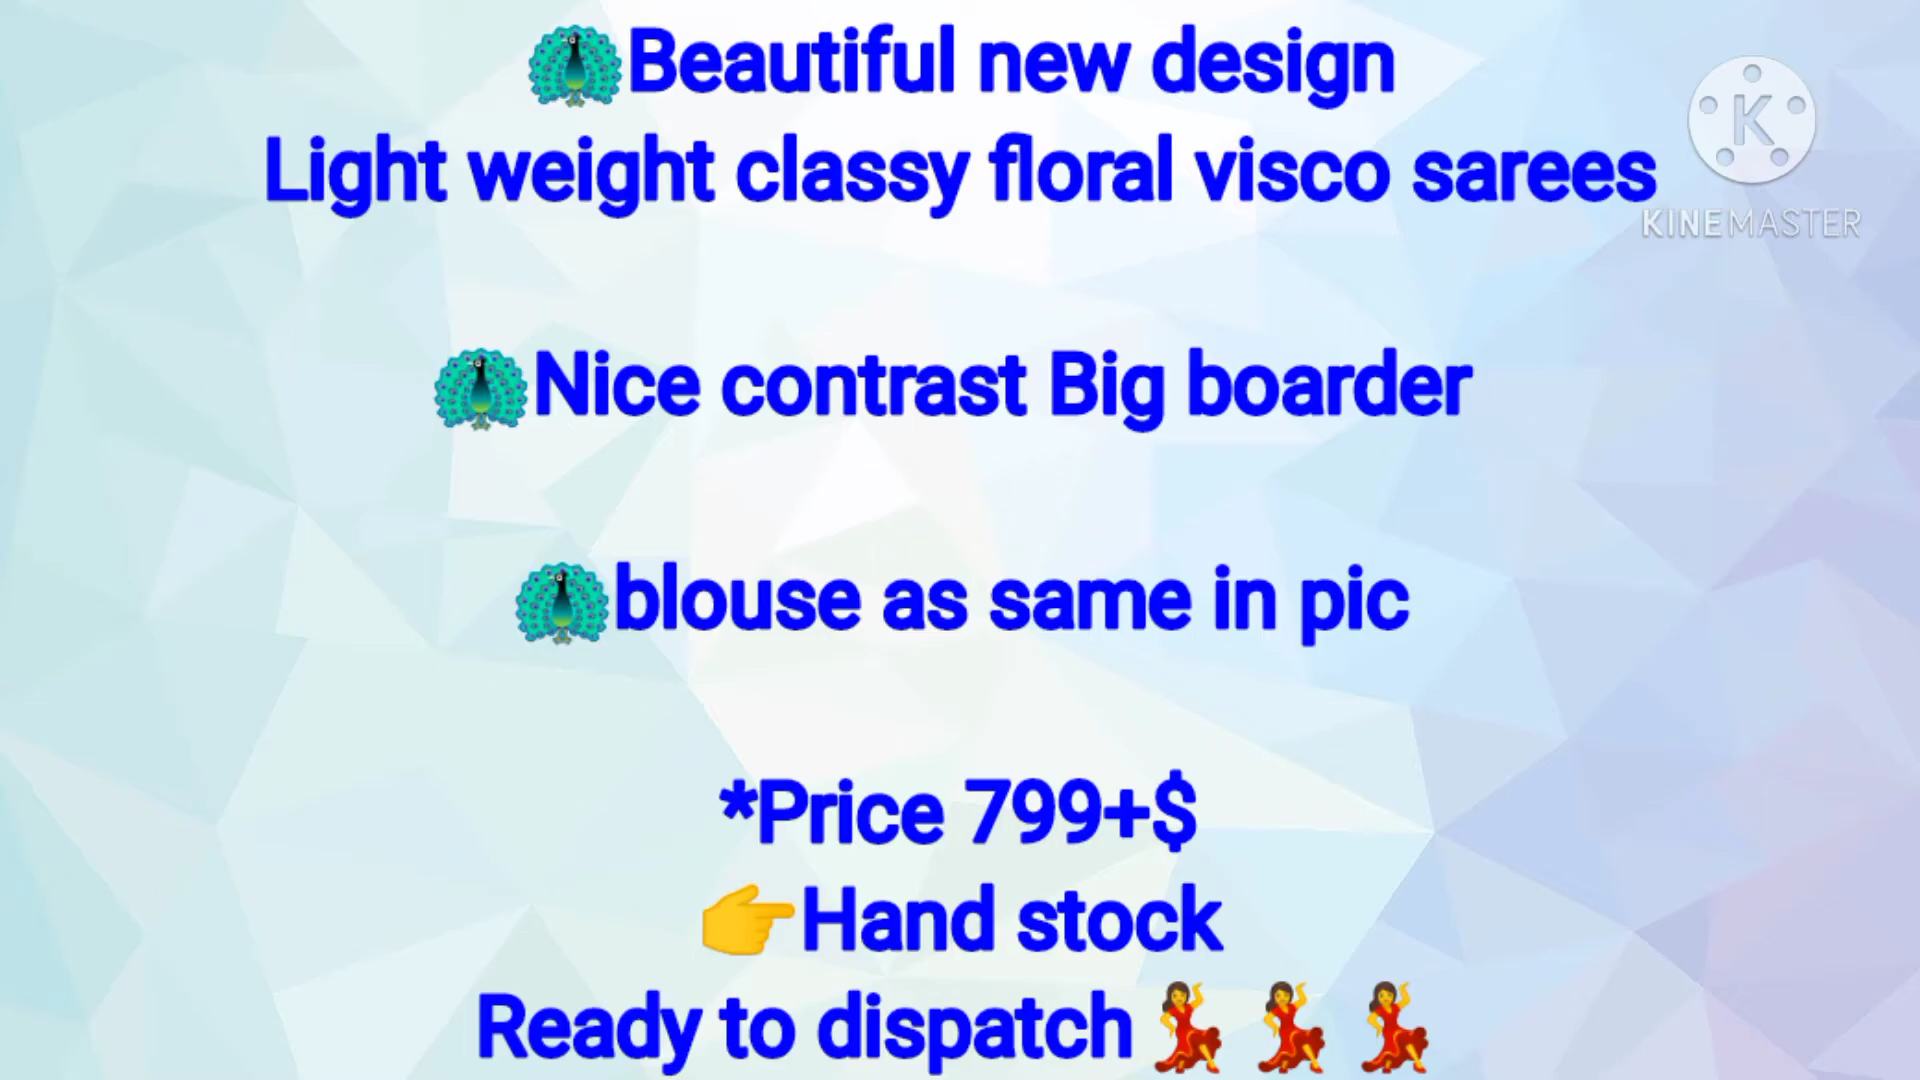 🦚Beautiful new design
Light weight classy floral visco sarees
K
KINEMASTER
🦚Nice contrast Big boarder
🦚blouse as same in pic
*Price 799+$
👉Hand stock
Ready to dispatch💃💃💃